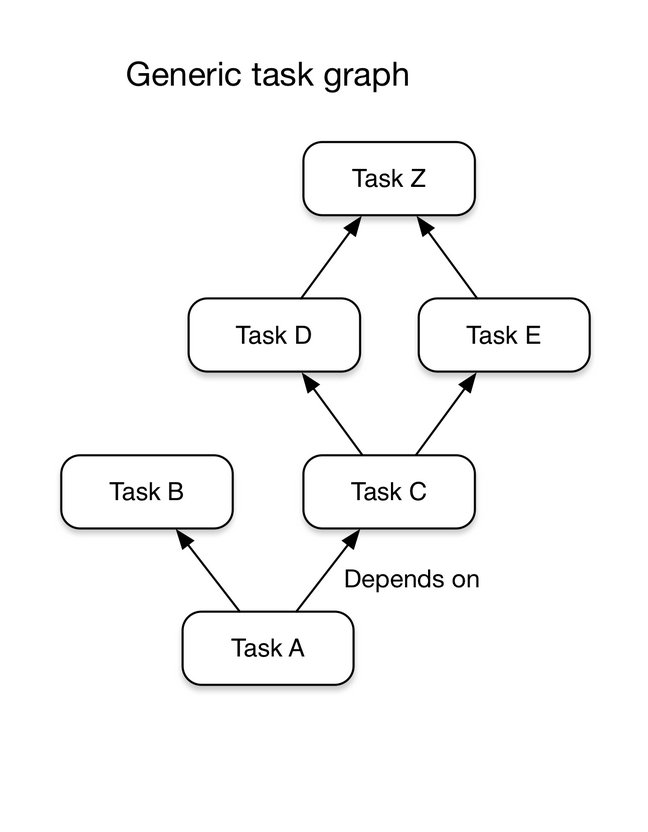 Generic task graph
Task Z
Task D
Task E
Task B
Task C
Depends on
Task A